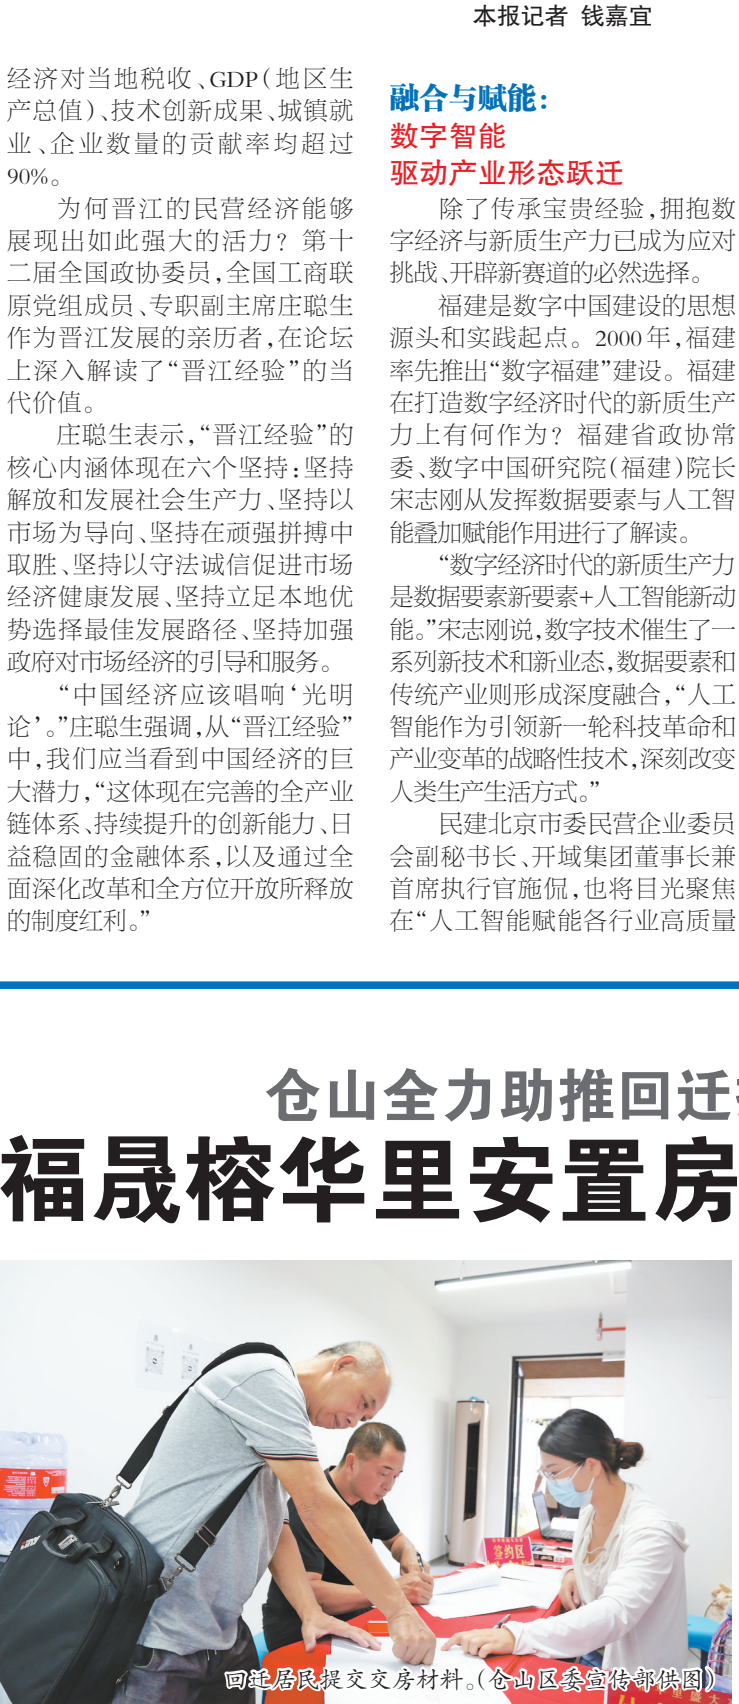 本报记者 钱嘉宜
经济对当地税收、GDP（地区生
产总值）、技术创新成果、城镇就
业、企业数量的贡献率均超过
90%。
为何晋江的民营经济能够
展现出如此强大的活力？第十
二届全国政协委员，全国工商联
原党组成员、专职副主席庄聪生
作为晋江发展的亲历者，在论坛
上深入解读了“晋江经验”的当
代价值。
庄聪生表示，“晋江经验”的
核心内涵体现在六个坚持：坚持
解放和发展社会生产力、坚持以
市场为导向、坚持在顽强拼搏中
取胜、坚持以守法诚信促进市场
经济健康发展、坚持立足本地优
势选择最佳发展路径、坚持加强
政府对市场经济的引导和服务。
“中国经济应该唱响‘光明
论’。”庄聪生强调，从“晋江经验”
中，我们应当看到中国经济的巨
大潜力，“这体现在完善的全产业
链体系、持续提升的创新能力、日
益稳固的金融体系，以及通过全
面深化改革和全方位开放所释放
的制度红利。”
融合与赋能：
数字智能
驱动产业形态跃迁
除了传承宝贵经验，拥抱数
字经济与新质生产力已成为应对
挑战、开辟新赛道的必然选择。
福建是数字中国建设的思想
源头和实践起点。2000年，福建
率先推出“数字福建”建设。福建
在打造数字经济时代的新质生产
力上有何作为？福建省政协常
委、数字中国研究院（福建）院长
宋志刚从发挥数据要素与人工智
能叠加赋能作用进行了解读。
“数字经济时代的新质生产力
是数据要素新要素+人工智能新动
能。”宋志刚说，数字技术催生了一
系列新技术和新业态，数据要素和
传统产业则形成深度融合，“人工
智能作为引领新一轮科技革命和
产业变革的战略性技术，深刻改变
人类生产生活方式。”
民建北京市委民营企业委员
会副秘书长、开域集团董事长兼
首席执行官施侃，也将目光聚焦
在“人工智能赋能各行业高质量
仓山全力助推回迁
福晟榕华里安置房
签约区
回迁居民提交交房材料。（仓山区委宣传部供图）